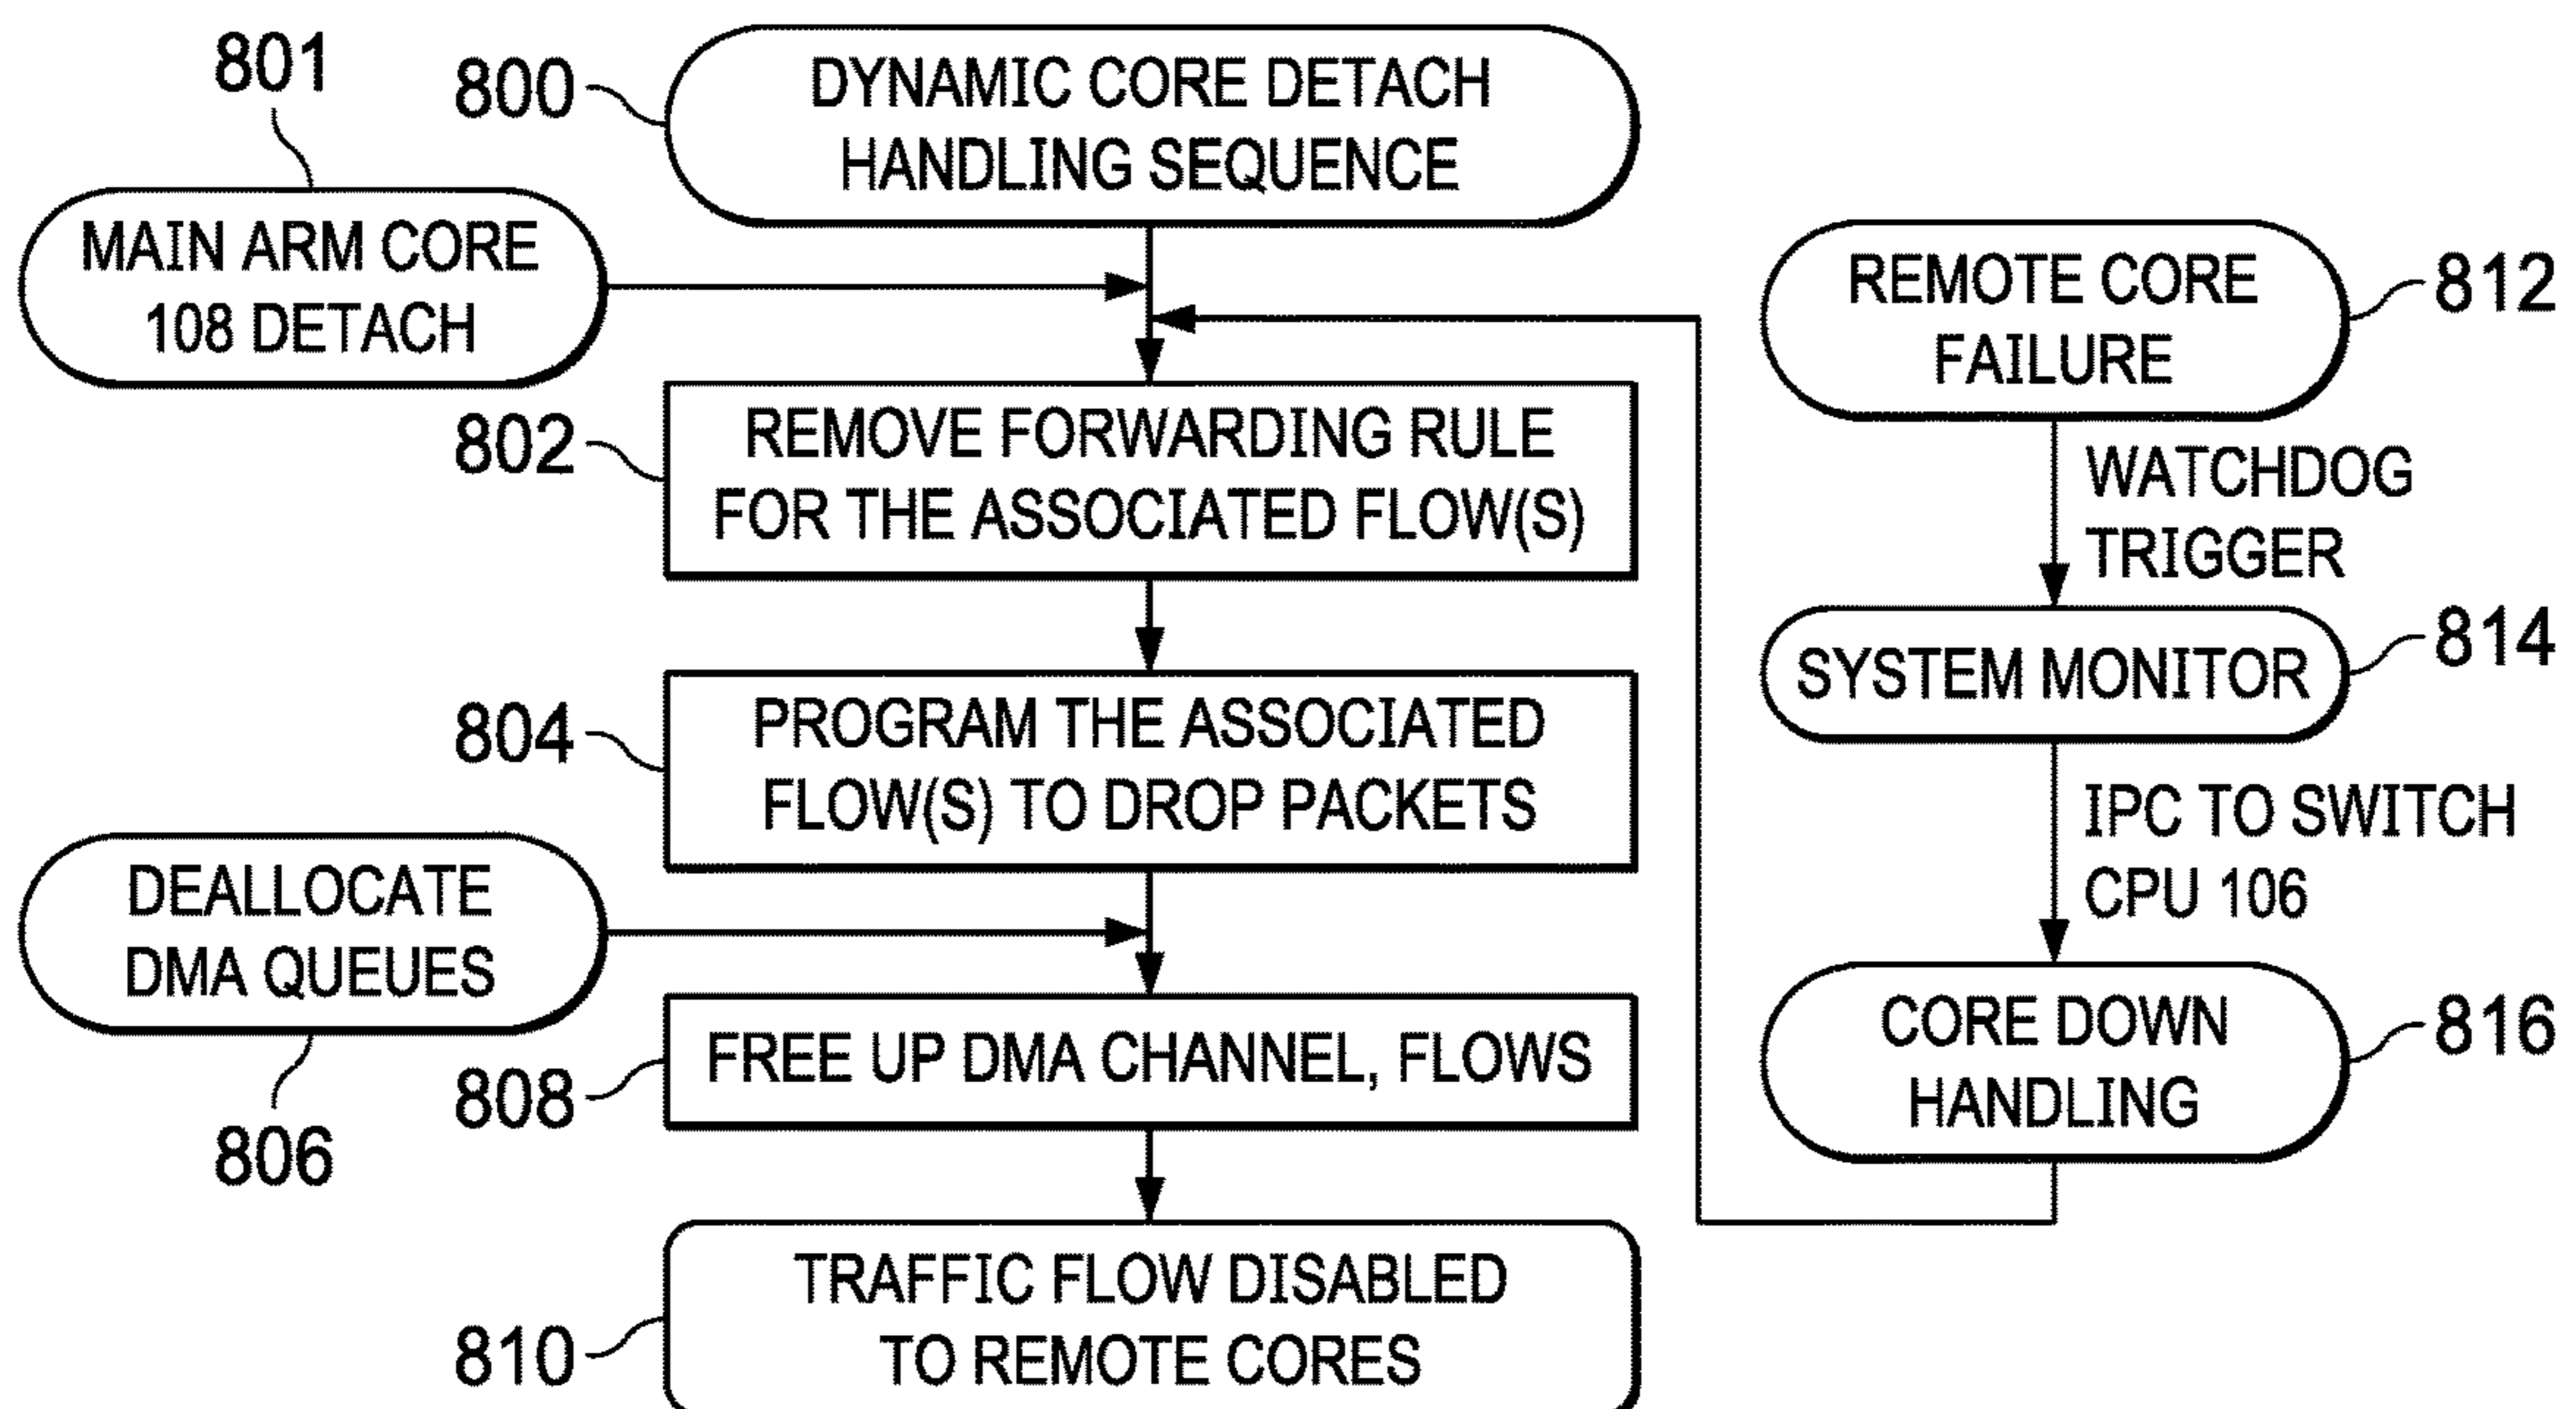 801
800
DYNAMIC CORE DETACH
HANDLING SEQUENCE
MAIN ARM CORE
108 DETACH
REMOTE CORE
FAILURE
812
802
REMOVE FORWARDING RULE
FOR THE ASSOCIATED FLOW(S)
WATCHDOG
TRIGGER
804
PROGRAM THE ASSOCIATED
FLOW(S) TO DROP PACKETS
SYSTEM MONITOR
814
IPC TO SWITCH
CPU 106
DEALLOCATE
DMA QUEUES
806
808
FREE UP DMA CHANNEL, FLOWS
CORE DOWN
HANDLING
816
810
TRAFFIC FLOW DISABLED
TO REMOTE CORES